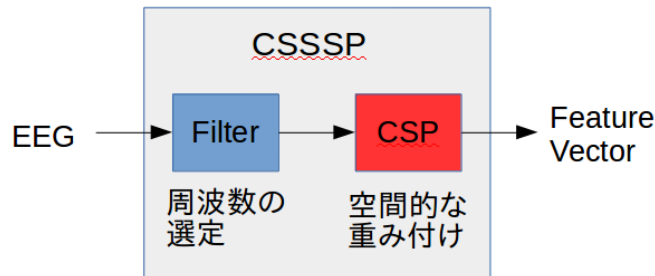 CSSSP
EEG
Filter
CSP
Feature
Vector
周波数の
選定
空間的な
重み付け